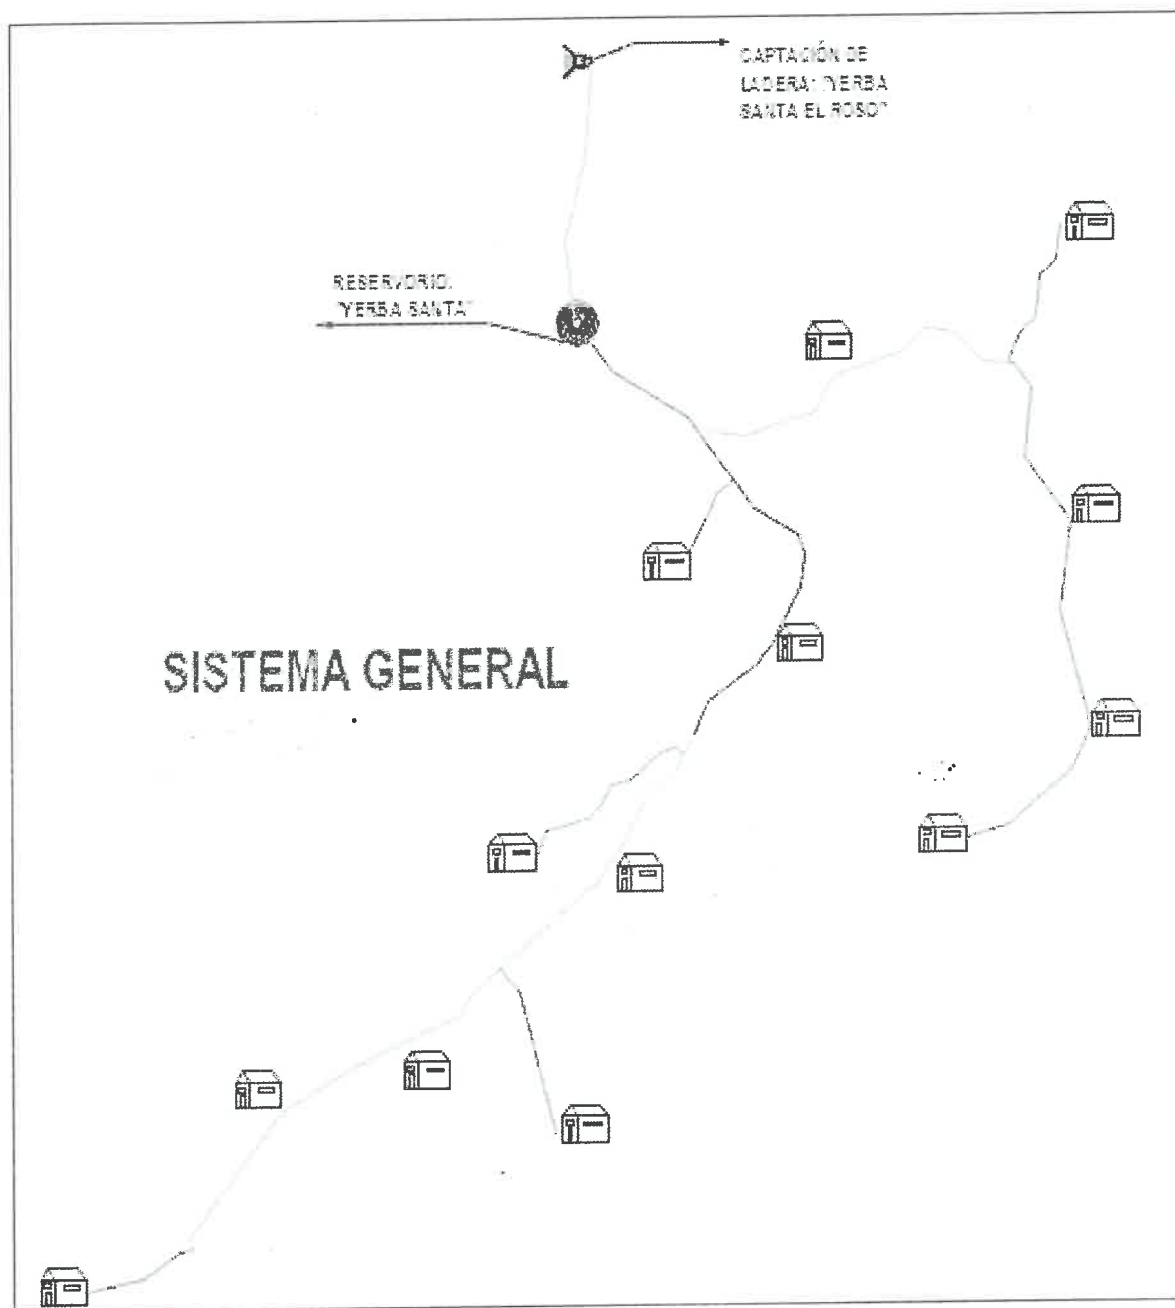 CAPTACIÓN DE
LADERA: "YERBA
SANTA EL ROSO"
RESERVORIO:
"YERBA SANTA"
SISTEMA GENERAL